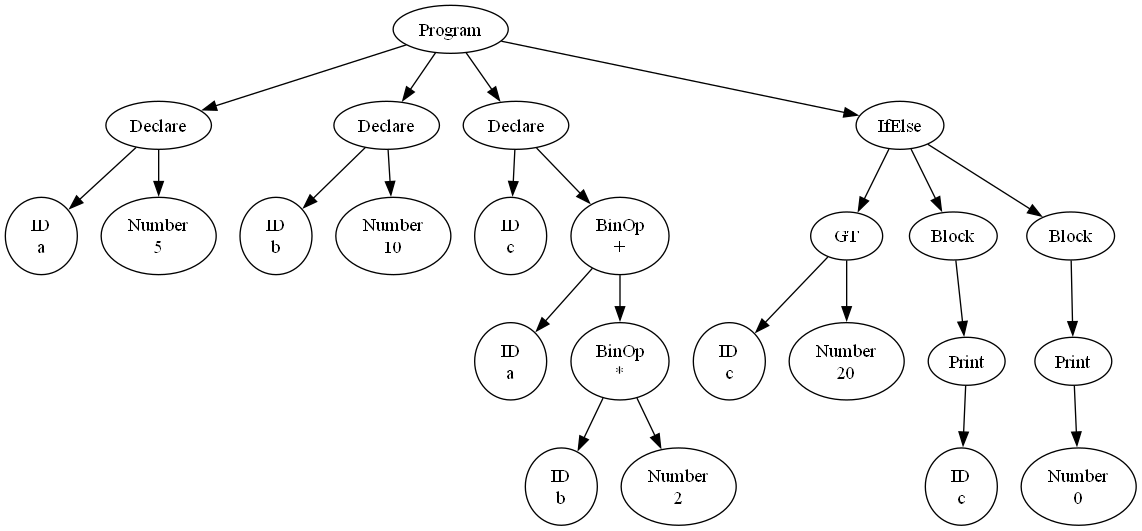 Program
Declare
Declare
Declare
IfElse
ID
a
Number
5
ID
b
Number
10
ID
c
BinOp
+
GT
Block
Block
ID
a
BinOp
*
ID
c
Number
20
Print
Print
ID
b
Number
2
ID
c
Number
0